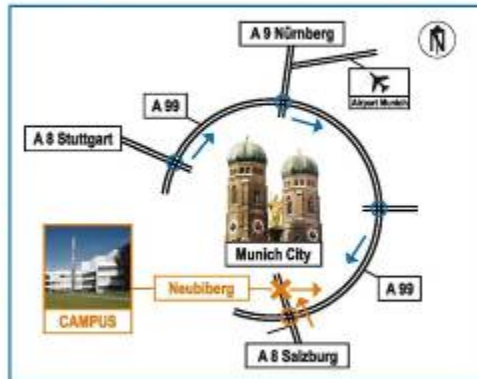 A 9 Nürnberg
N
Airport Munich
A 99
A 8 Stuttgart
Munich City
Neubiberg
CAMPUS
A 99
A 8 Salzburg